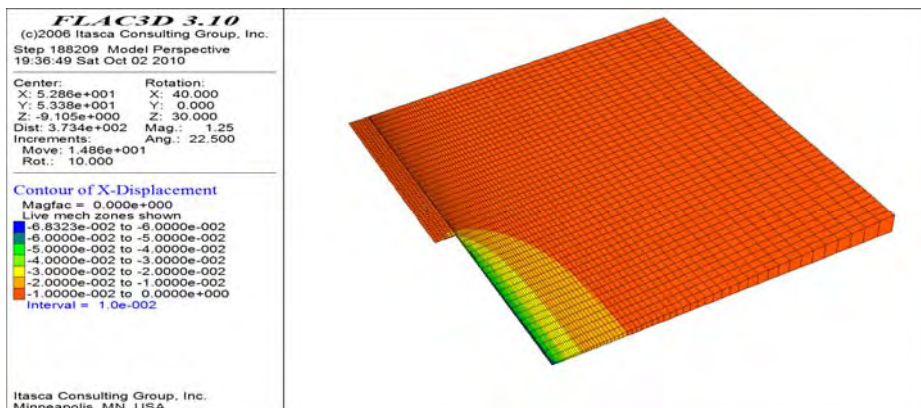 FLAC3D 3.10
(c)2006 Itasca Consulting Group, Inc.
Step 188209 Model Perspective
19:36:49 Sat Oct 02 2010
Center: Rotation:
X: 5.286e+001 X: 40.000
Y: 5.338e+001 Y: 0.000
Z: -9.105e+000 Z: 30.000
Dist: 3.734e+002 Mag.: 1.25
Increments: Ang.: 22.500
Move: 1.486e+001
Rot.: 10.000
Contour of X-Displacement
Magfac = 0.000e+000
Live mech zones shown
-6.8323e-002 to -6.0000e-002
-6.0000e-002 to -5.0000e-002
-5.0000e-002 to -4.0000e-002
-4.0000e-002 to -3.0000e-002
-3.0000e-002 to -2.0000e-002
-2.0000e-002 to -1.0000e-002
-1.0000e-002 to 0.0000e+000
Interval = 1.0e-002
Itasca Consulting Group, Inc.
Minneapolis, MN USA